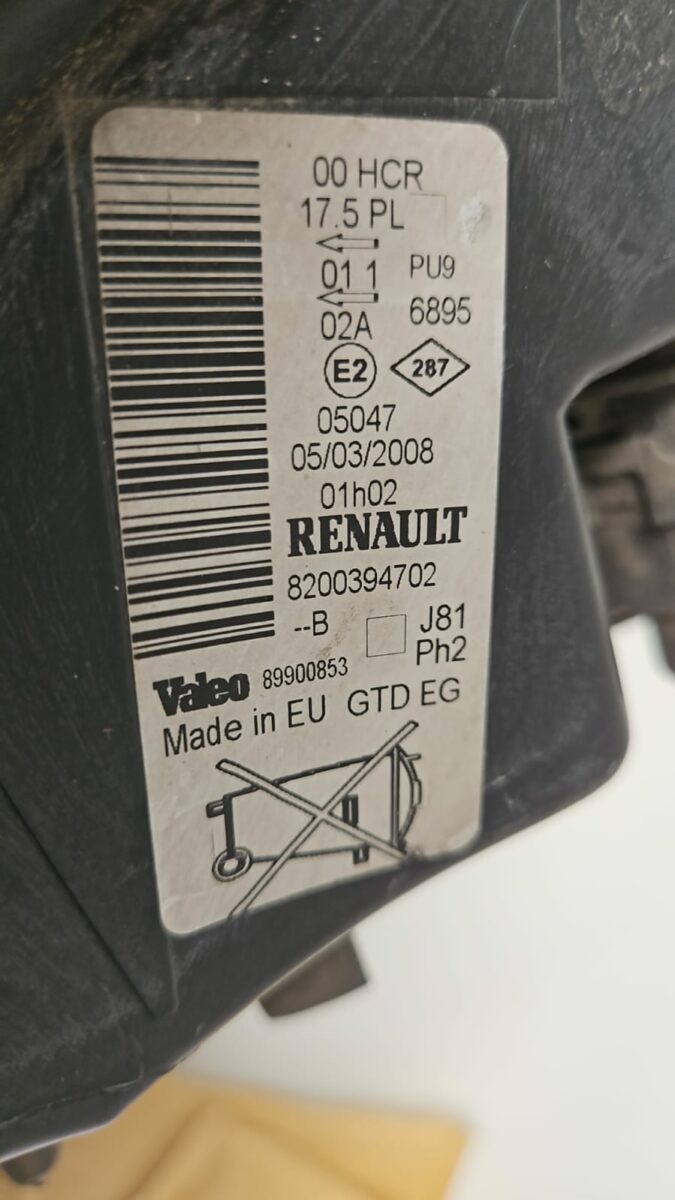 00 HCR
17.5 PL
01 1 PU9
02A 6895
E2 287
05047
05/03/2008
01h02
RENAULT
8200394702
--B J81
Ph2
Valeo 89900853
Made in EU GTD EG